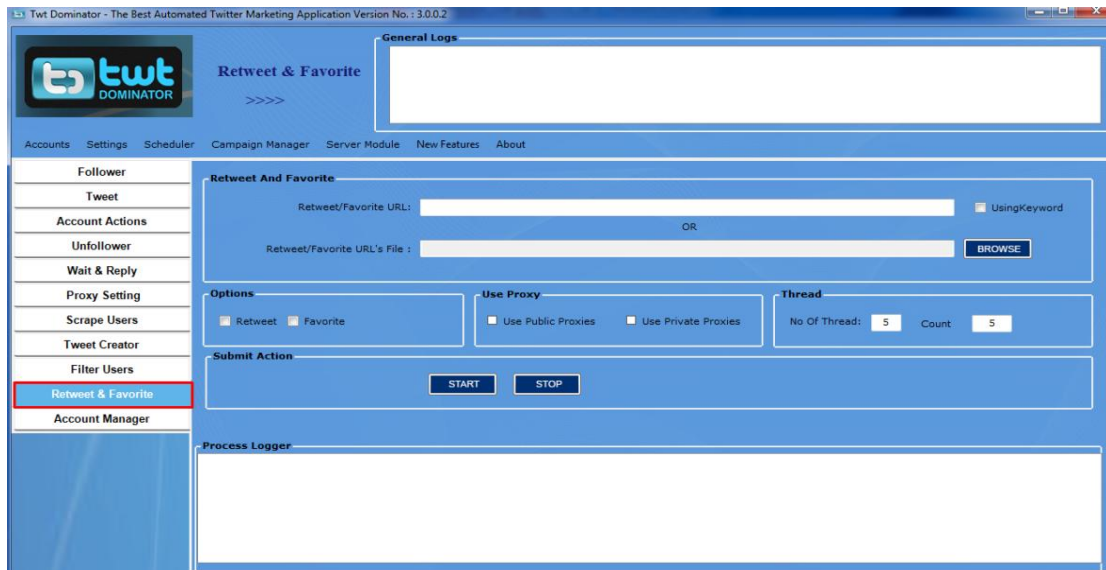 Twt Dominator - The Best Automated Twitter Marketing Application Version No. : 3.0.0.2
twt
DOMINATOR
Retweet & Favorite
>>>>
General Logs
Accounts Settings Scheduler Campaign Manager Server Module New Features About
Follower
Tweet
Account Actions
Unfollower
Wait & Reply
Proxy Setting
Scrape Users
Tweet Creator
Filter Users
Retweet & Favorite
Account Manager
Retweet And Favorite
Retweet/Favorite URL: UsingKeyword
OR
Retweet/Favorite URL's File : BROWSE
Options
Retweet Favorite
Use Proxy
Use Public Proxies Use Private Proxies
Thread
No Of Thread: 5 Count 5
Submit Action
START STOP
Process Logger